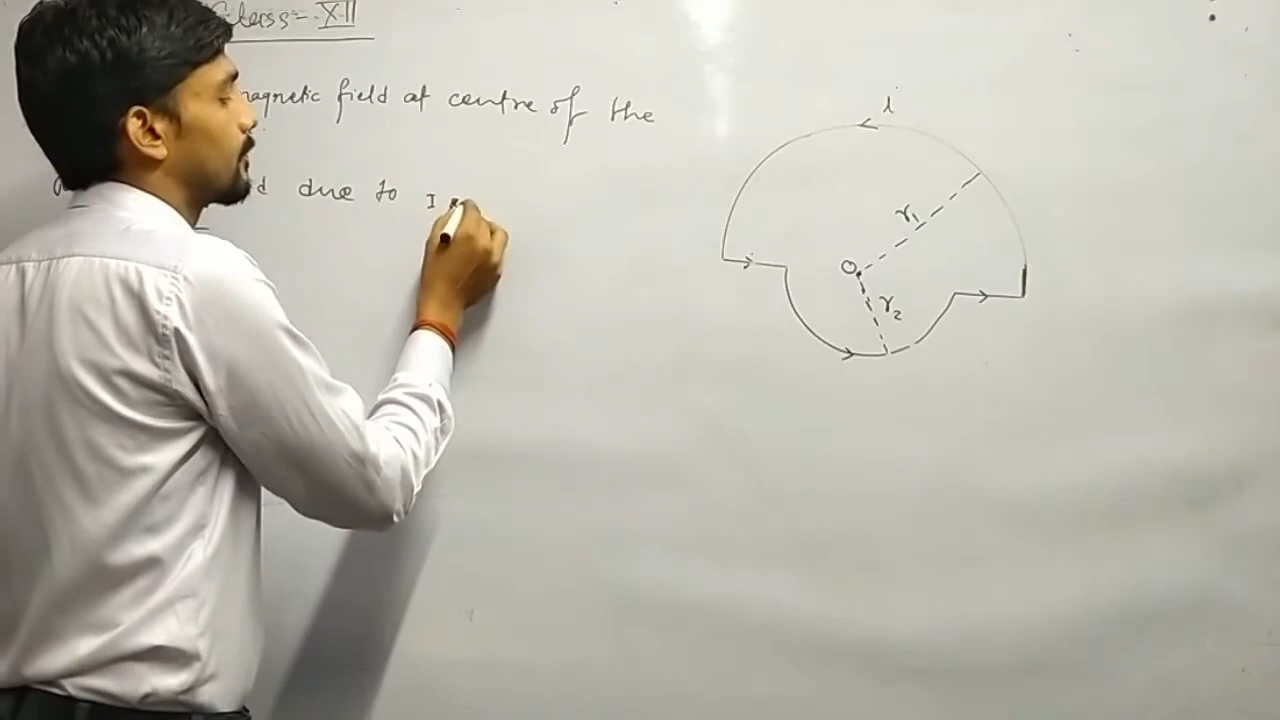 Class - XII
magnetic field at centre of the
due to I
i
r₁
O
r₂